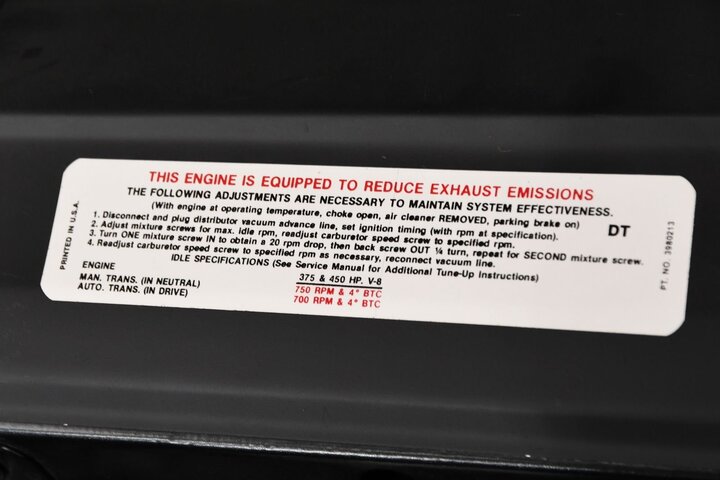 THIS ENGINE IS EQUIPPED TO REDUCE EXHAUST EMISSIONS
THE FOLLOWING ADJUSTMENTS ARE NECESSARY TO MAINTAIN SYSTEM EFFECTIVENESS.
(With engine at operating temperature, choke open, air cleaner REMOVED, parking brake on)
1. Disconnect and plug distributor vacuum advance line, set ignition timing (with rpm at specification).
2. Adjust mixture screws for max. idle rpm, readjust carburetor speed screw to specified rpm.
3. Turn ONE mixture screw IN to obtain a 20 rpm drop, then back screw OUT ¼ turn, repeat for SECOND mixture screw.
4. Readjust carburetor speed screw to specified rpm as necessary, reconnect vacuum line.
IDLE SPECIFICATIONS (See Service Manual for Additional Tune-Up Instructions)
ENGINE 375 & 450 HP. V-8
MAN. TRANS. (IN NEUTRAL) 750 RPM & 4° BTC
AUTO. TRANS. (IN DRIVE) 700 RPM & 4° BTC
DT
PRINTED IN U.S.A.
PT. NO. 3980213